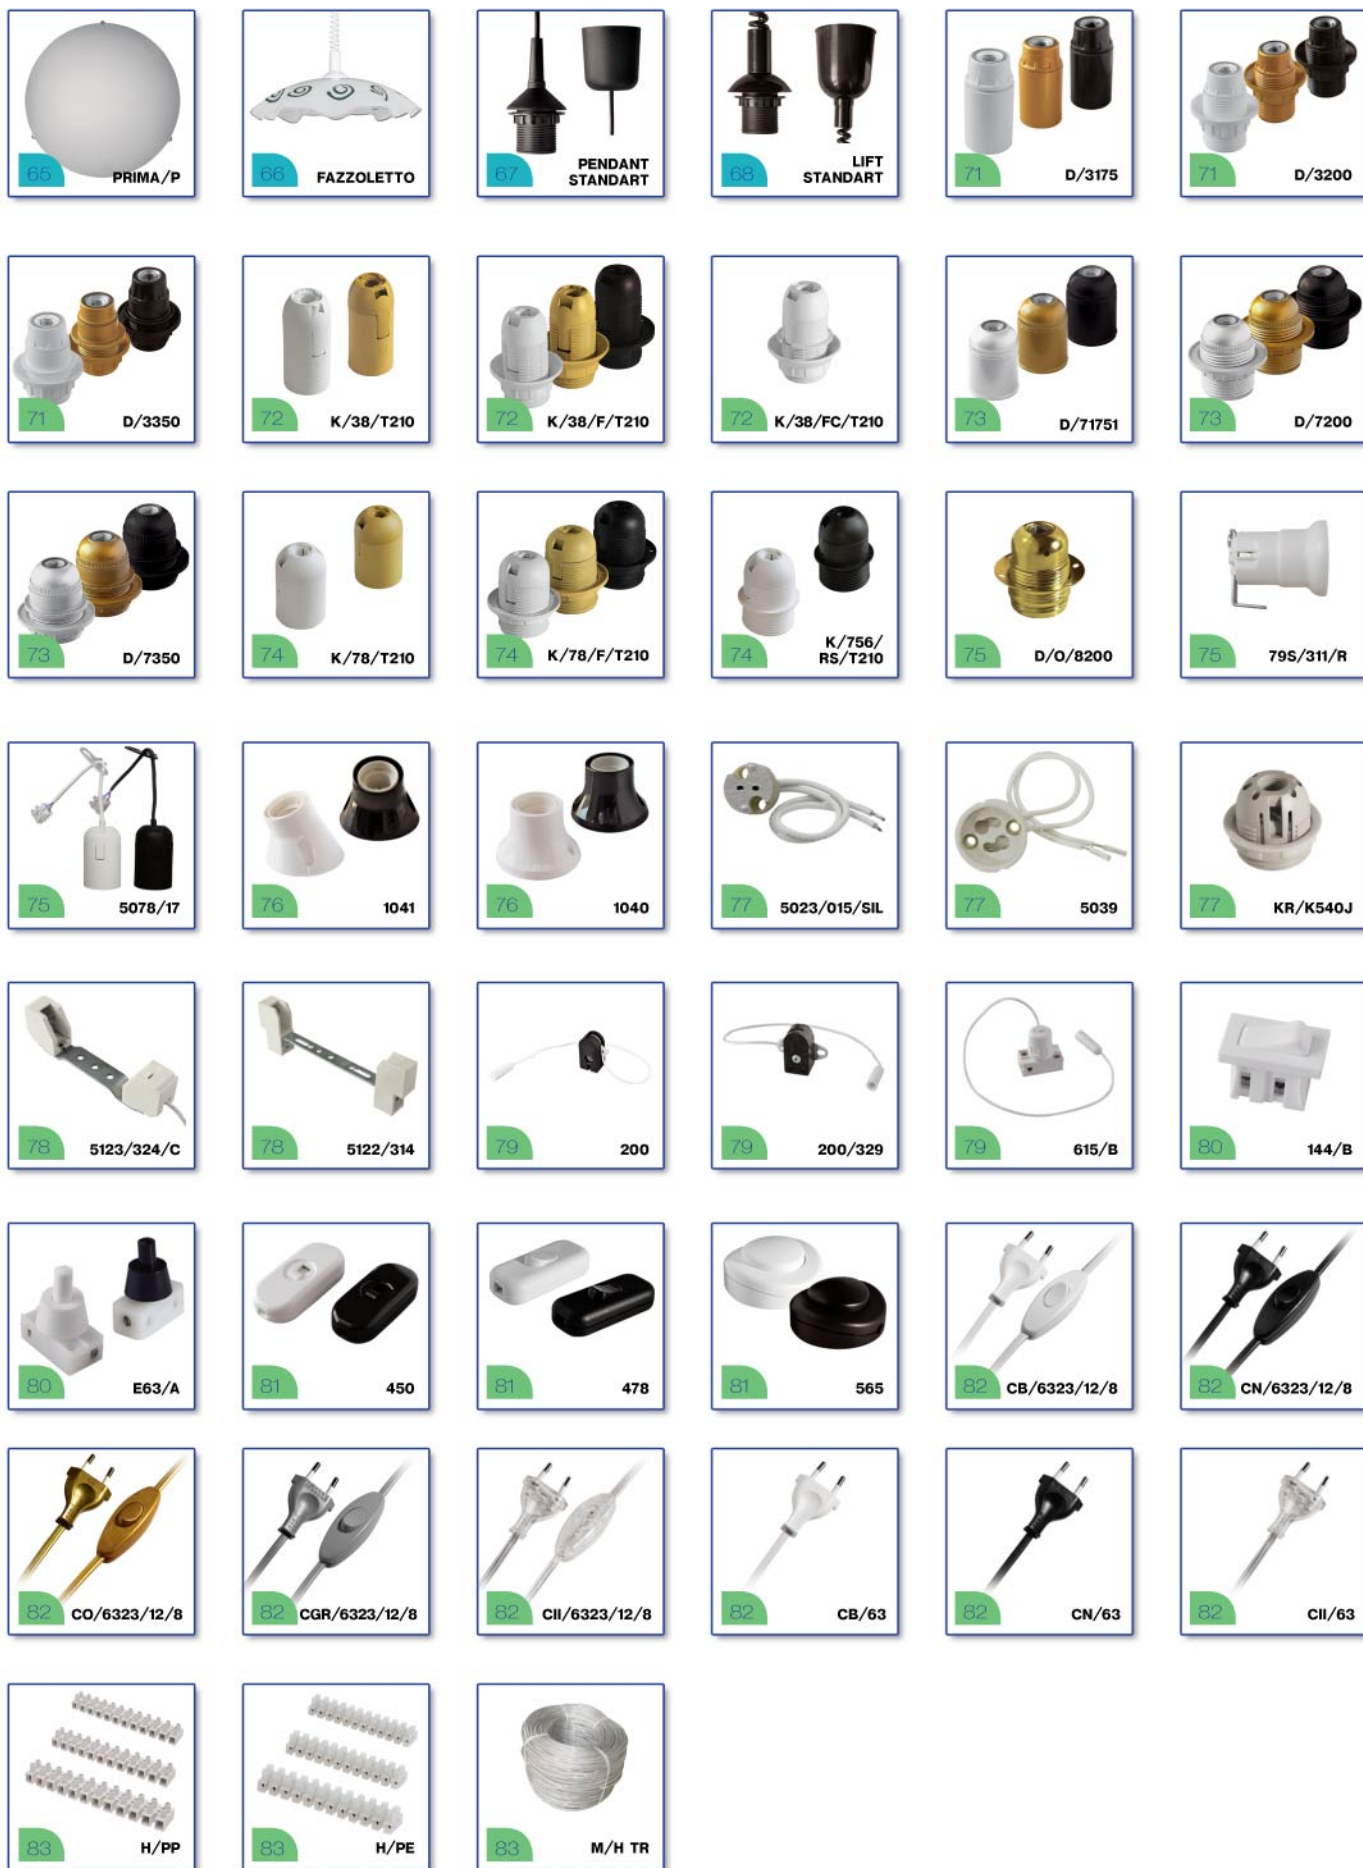 65 PRIMA/P
66 FAZZOLETTO
67 PENDANT
STANDART
68 LIFT
STANDART
71 D/3175
71 D/3200
71 D/3350
72 K/38/T210
72 K/38/F/T210
72 K/38/FC/T210
73 D/71751
73 D/7200
73 D/7350
74 K/78/T210
74 K/78/F/T210
74 K/756/
RS/T210
75 D/O/8200
75 79S/311/R
75 5078/17
76 1041
76 1040
77 5023/015/SIL
77 5039
77 KR/K540J
78 5123/324/C
78 5122/314
79 200
79 200/329
79 615/B
80 144/B
80 E63/A
81 450
81 478
81 565
82 CB/6323/12/8
82 CN/6323/12/8
82 CO/6323/12/8
82 CGR/6323/12/8
82 CII/6323/12/8
82 CB/63
82 CN/63
82 CII/63
83 H/PP
83 H/PE
83 M/H TR